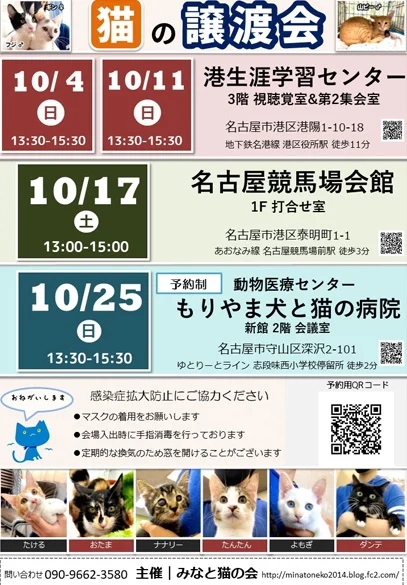 猫の譲渡会
10/4
日
13:30-15:30
10/11
日
13:30-15:30
港生涯学習センター
3階 視聴覚室&第2集会室
名古屋市港区港陽1-10-18
地下鉄名港線 港区役所駅 徒歩11分
10/17
土
13:00-15:00
名古屋競馬場会館
1F 打合せ室
名古屋市港区泰明町1-1
あおなみ線 名古屋競馬場前駅 徒歩3分
10/25
日
13:30-15:30
予約制
動物医療センター
もりやま犬と猫の病院
新館 2階 会議室
名古屋市守山区深沢2-101
ゆとりーとライン 志段味西小学校停留所 徒歩2分
おねがいします
感染症拡大防止にご協力ください
●マスクの着用をお願いします
●会場入出時に手指消毒を行っております
●定期的な換気のため窓を開けることがございます
予約用QRコード
たける
おたま
ナナリー
たんたん
よもぎ
ダンテ
問い合わせ 090-9662-3580 主催｜みなと猫の会 http://minatoneko2014.blog.fc2.com/